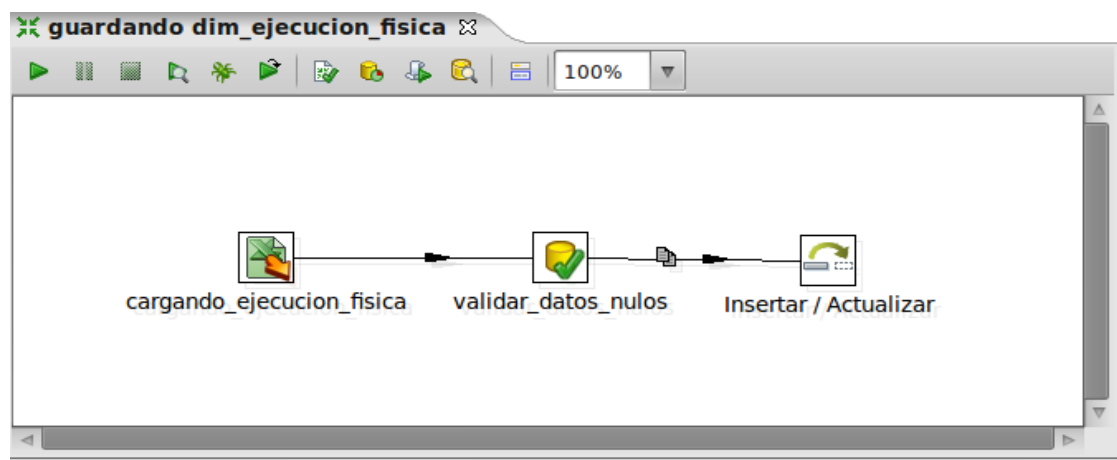 guardando dim_ejecucion_fisica
100%
cargando_ejecucion_fisica
validar_datos_nulos
Insertar / Actualizar